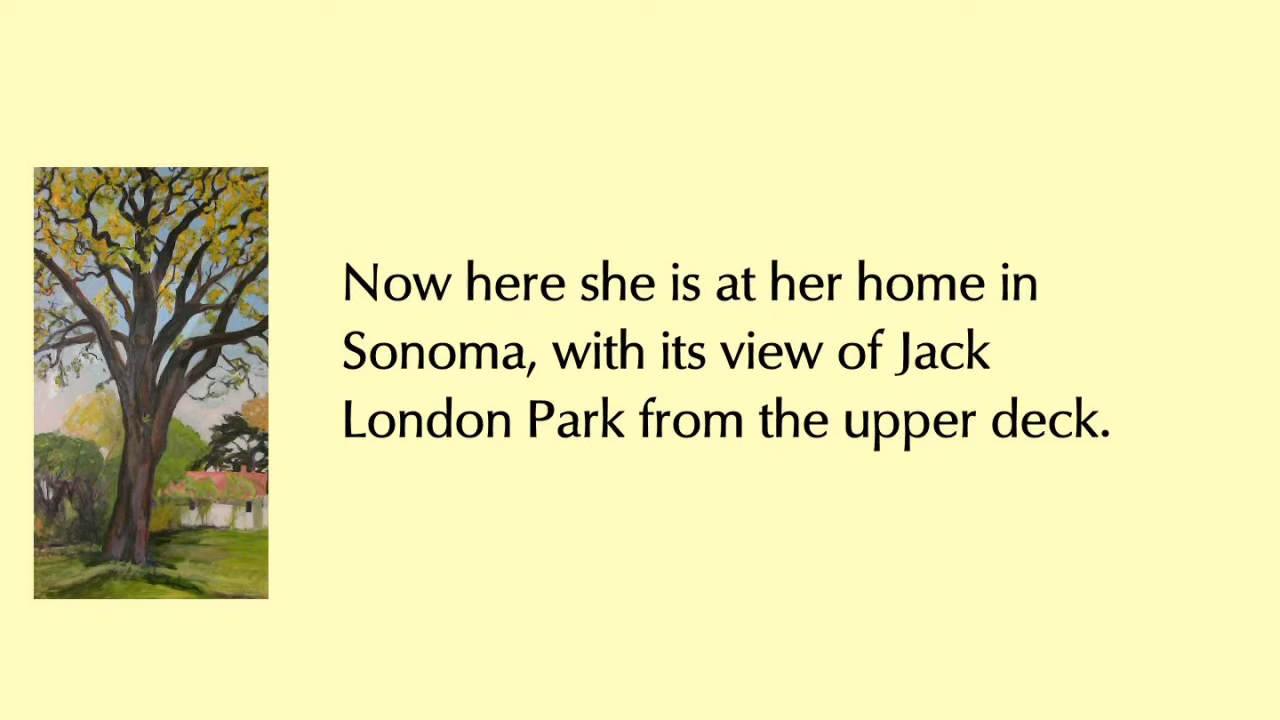 Now here she is at her home in
Sonoma, with its view of Jack
London Park from the upper deck.